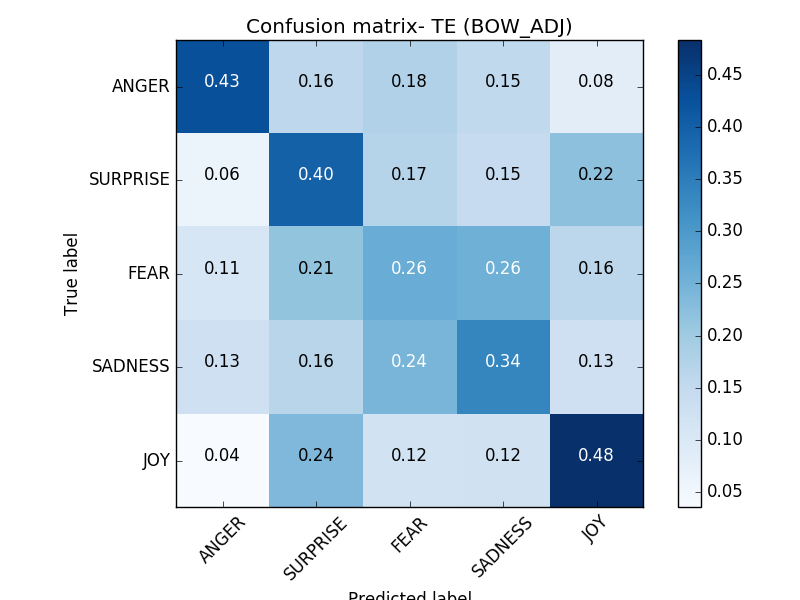 Confusion matrix- TE (BOW_ADJ)
ANGER 0.43 0.16 0.18 0.15 0.08
SURPRISE 0.06 0.40 0.17 0.15 0.22
FEAR 0.11 0.21 0.26 0.26 0.16
SADNESS 0.13 0.16 0.24 0.34 0.13
JOY 0.04 0.24 0.12 0.12 0.48
True label
ANGER SURPRISE FEAR SADNESS JOY
Predicted label
0.45
0.40
0.35
0.30
0.25
0.20
0.15
0.10
0.05